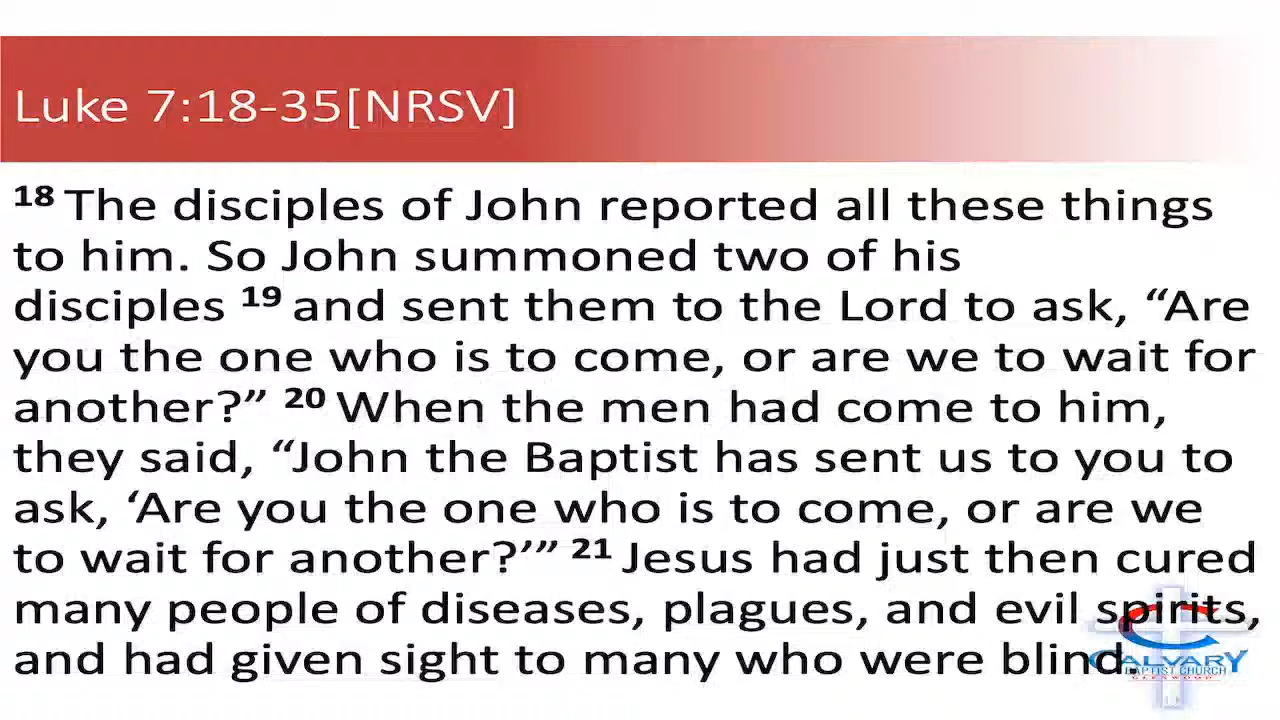 Luke 7:18-35[NRSV]
18 The disciples of John reported all these things
to him. So John summoned two of his
disciples 19 and sent them to the Lord to ask, “Are
you the one who is to come, or are we to wait for
another?” 20 When the men had come to him,
they said, “John the Baptist has sent us to you to
ask, ‘Are you the one who is to come, or are we
to wait for another?’” 21 Jesus had just then cured
many people of diseases, plagues, and evil spirits,
and had given sight to many who were blind.
CALVARY
BAPTIST CHURCH
GLENWOOD